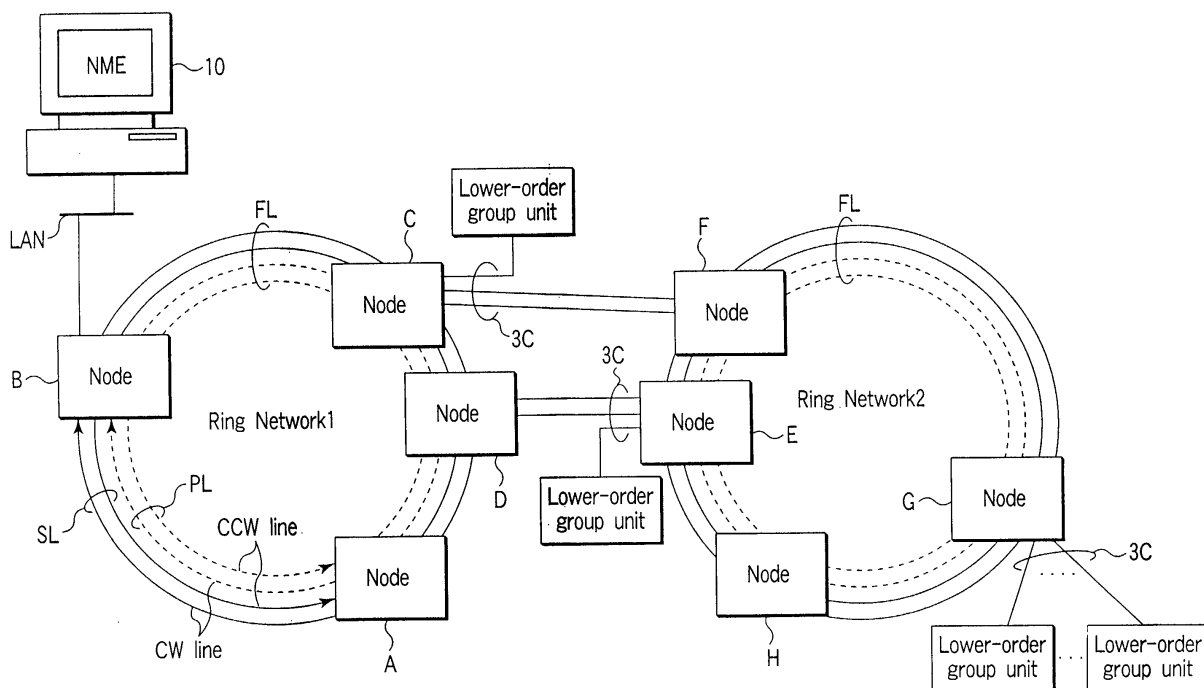 NME
10
LAN
FL
C
Lower-order
group unit
3C
Node
F
FL
Node
B
Node
Ring Network1
3C
Node
D
Node
E
Ring Network2
Lower-order
group unit
SL
PL
CCW line
CW line
Node
A
Node
H
G
Node
3C
. . . . .
Lower-order
group unit
. . . .
Lower-order
group unit